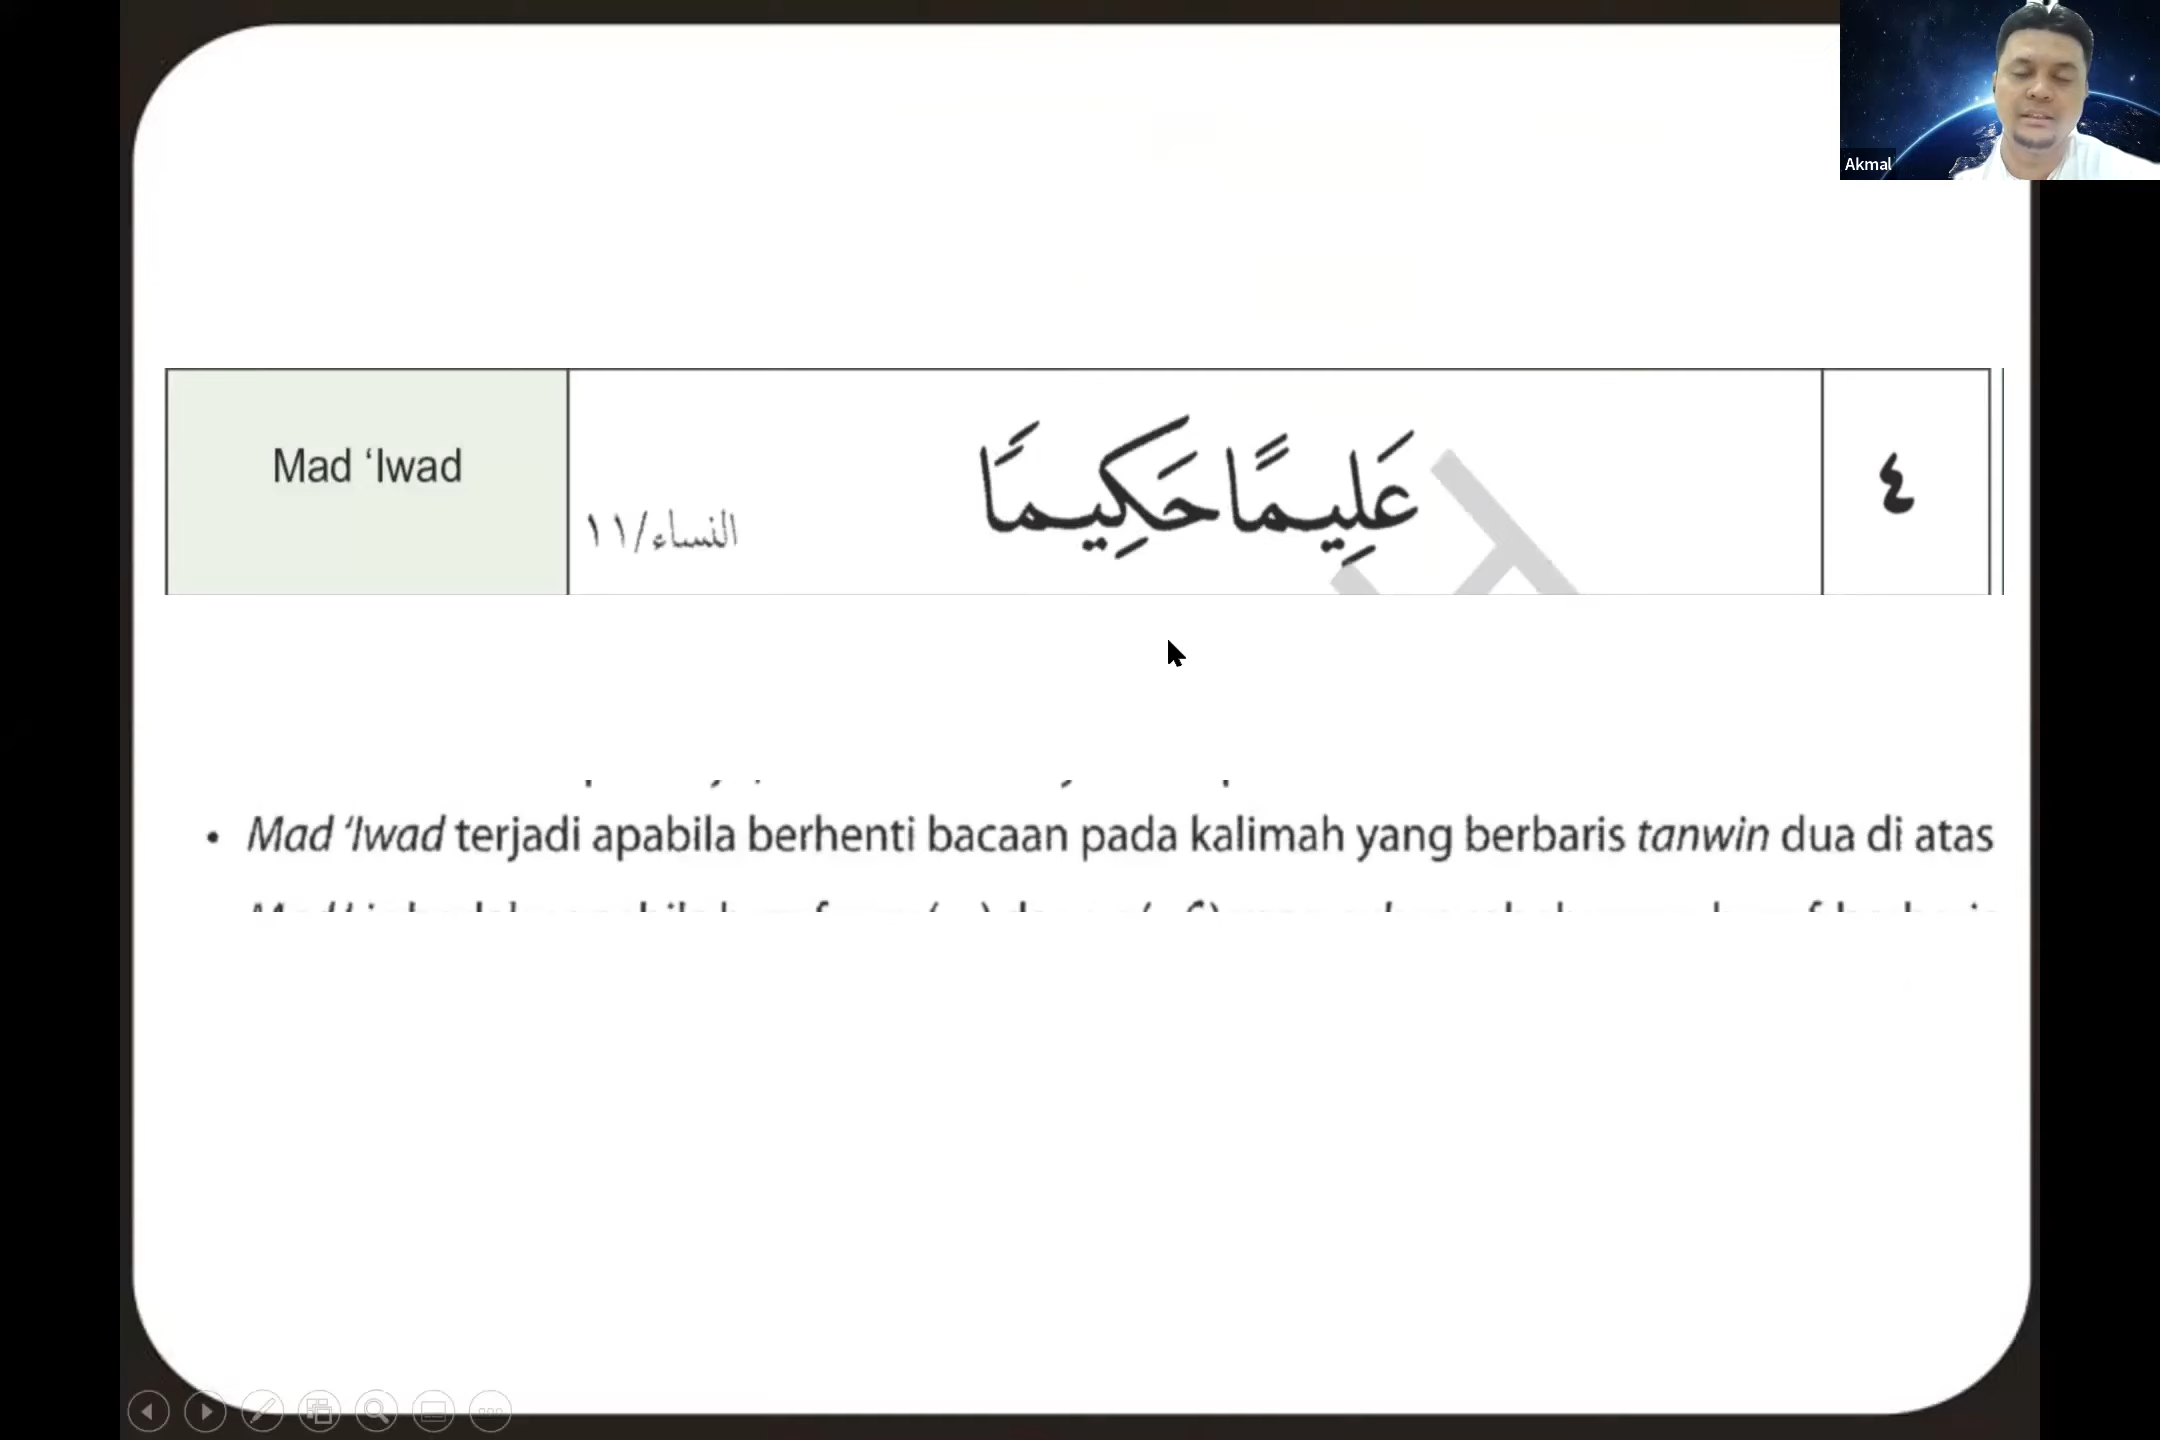 Akmal
Mad ‘Iwad
عَلِيمًا حَكِيمًا
٤
النساء/١١
• Mad ‘Iwad terjadi apabila berhenti bacaan pada kalimah yang berbaris tanwin dua di atas